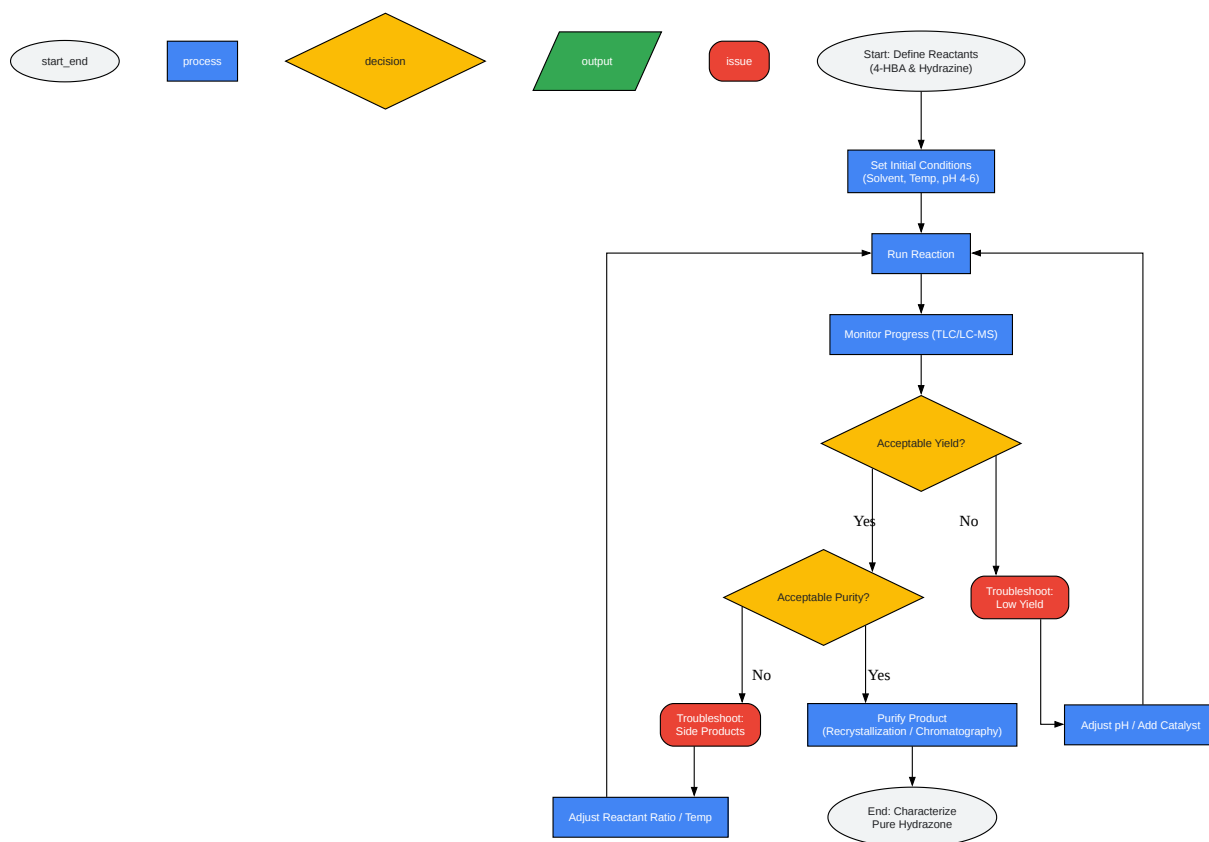 start_end
process
decision
output
issue
Start: Define Reactants
(4-HBA & Hydrazine)
Set Initial Conditions
(Solvent, Temp, pH 4-6)
Run Reaction
Monitor Progress (TLC/LC-MS)
Acceptable Yield?
Yes
No
Acceptable Purity?
Troubleshoot:
Low Yield
No
Yes
Troubleshoot:
Side Products
Purify Product
(Recrystallization / Chromatography)
Adjust pH / Add Catalyst
Adjust Reactant Ratio / Temp
End: Characterize
Pure Hydrazone